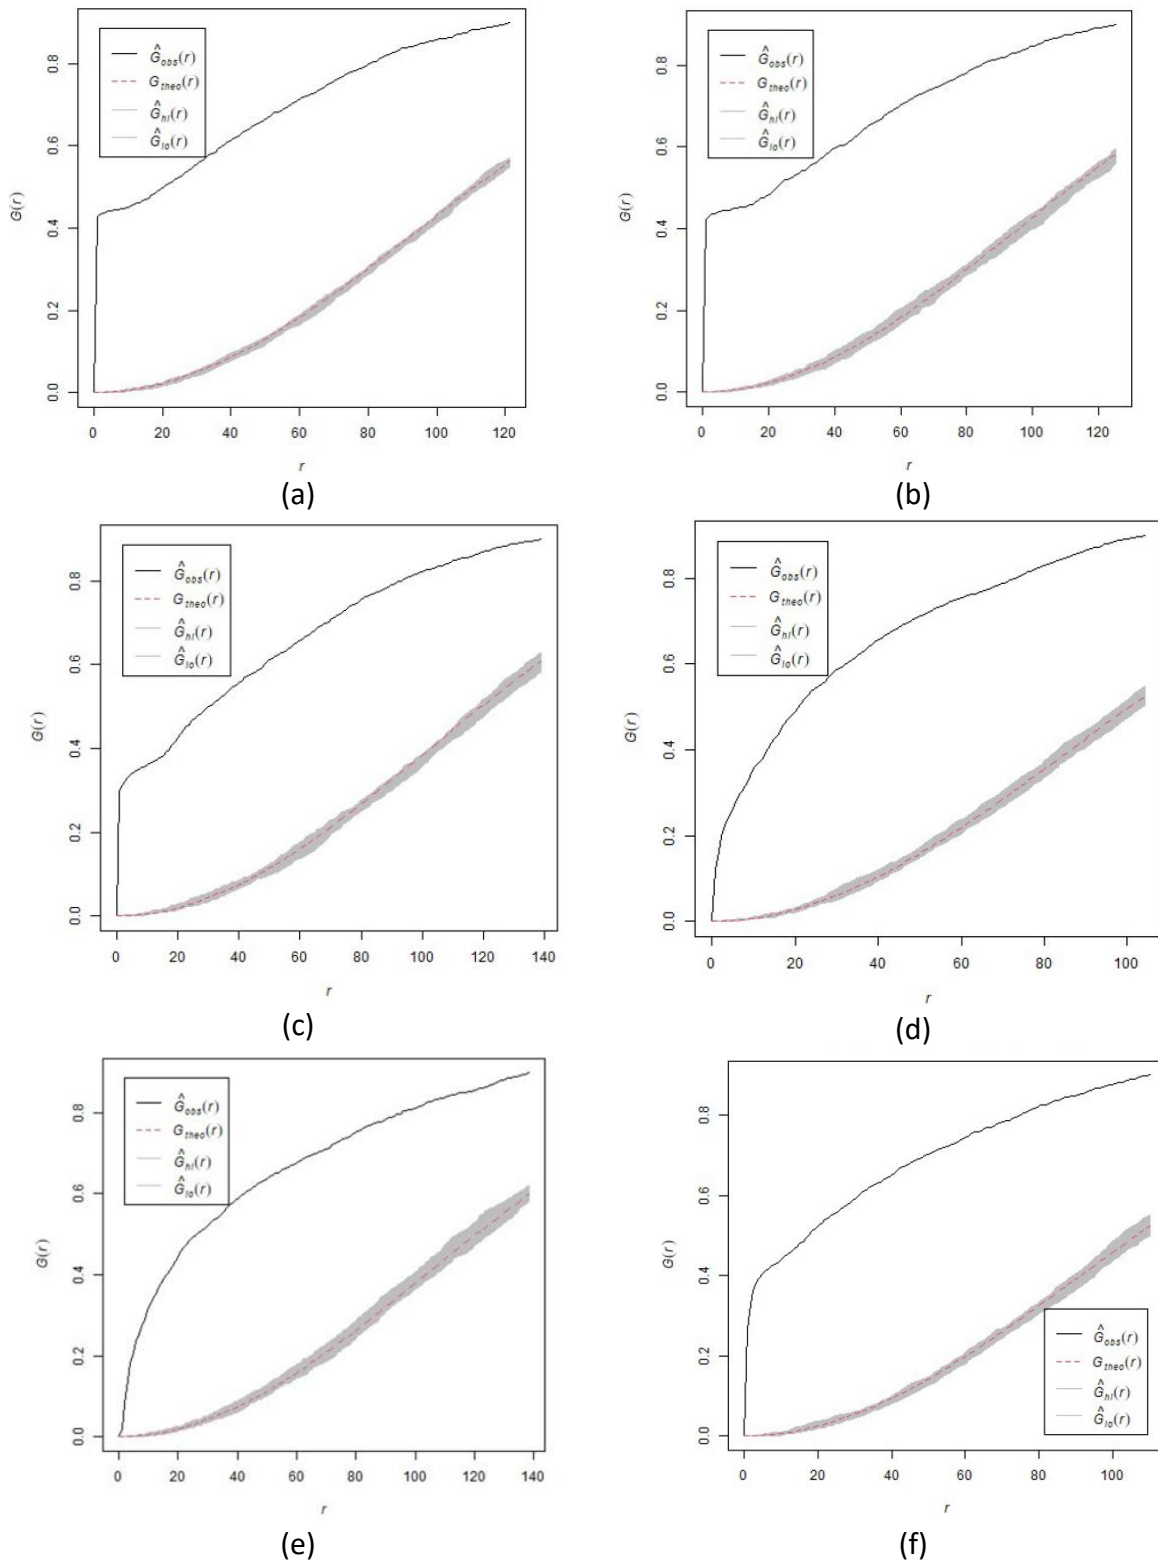 Ĝobs(r)
Gtheo(r)
Ĝhi(r)
Ĝlo(r)
G(r)
0.0 0.2 0.4 0.6 0.8
0 20 40 60 80 100 120
r
(a)
Ĝobs(r)
Gtheo(r)
Ĝhi(r)
Ĝlo(r)
G(r)
0.0 0.2 0.4 0.6 0.8
0 20 40 60 80 100 120
r
(b)
Ĝobs(r)
Gtheo(r)
Ĝhi(r)
Ĝlo(r)
G(r)
0.0 0.2 0.4 0.6 0.8
0 20 40 60 80 100 120 140
r
(c)
Ĝobs(r)
Gtheo(r)
Ĝhi(r)
Ĝlo(r)
G(r)
0.0 0.2 0.4 0.6 0.8
0 20 40 60 80 100
r
(d)
Ĝobs(r)
Gtheo(r)
Ĝhi(r)
Ĝlo(r)
G(r)
0.0 0.2 0.4 0.6 0.8
0 20 40 60 80 100 120 140
r
(e)
G(r)
0.0 0.2 0.4 0.6 0.8
Ĝobs(r)
Gtheo(r)
Ĝhi(r)
Ĝlo(r)
0 20 40 60 80 100
r
(f)